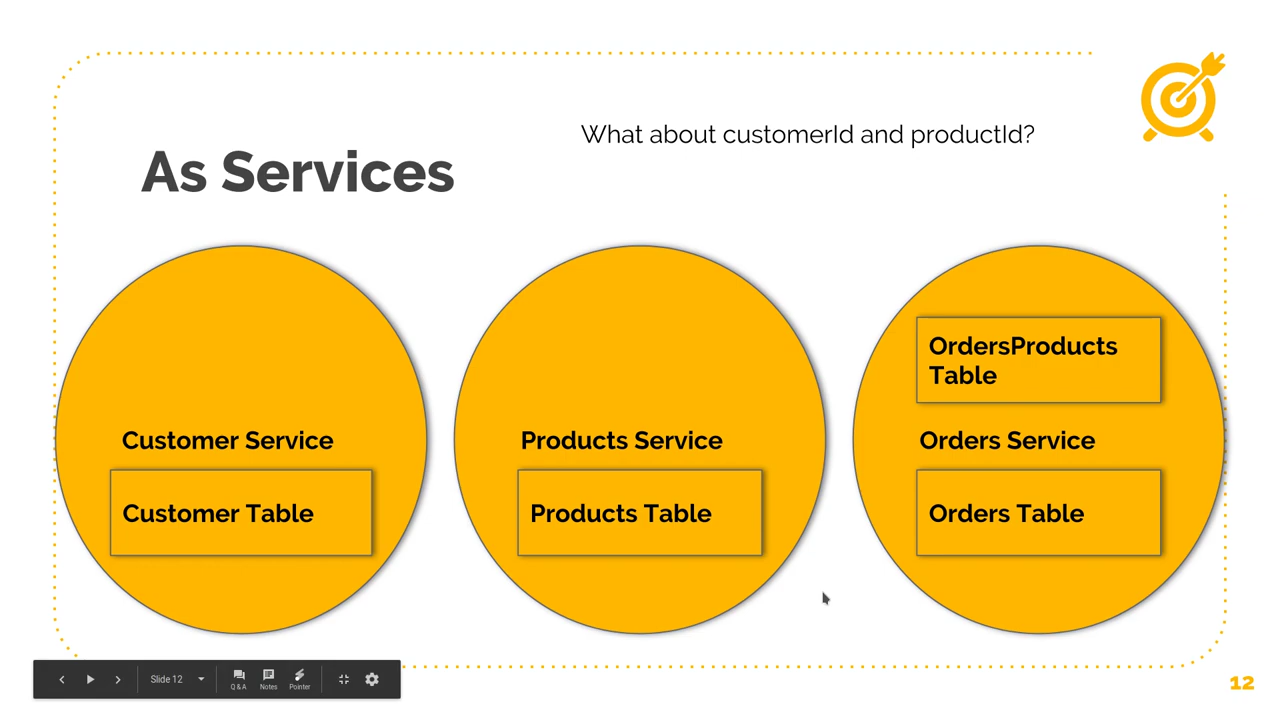 What about customerId and productId?
As Services
OrdersProducts
Table
Customer Service
Products Service
Orders Service
Customer Table
Products Table
Orders Table
Slide 12
Q & A
Notes
Pointer
12